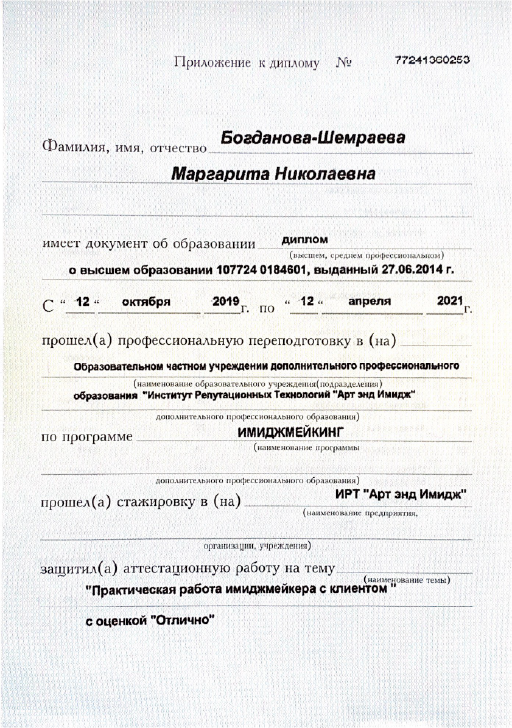 Приложение к диплому № 77241360253
Богданова-Шемраева
Фамилия, имя, отчество
Маргарита Николаевна
имеет документ об образовании диплом
(высшем, среднем профессиональном)
о высшем образовании 107724 0184601, выданный 27.06.2014 г.
С " 12 " октября 2019 г. по " 12 " апреля 2021 г.
прошел(а) профессиональную переподготовку в (на)
Образовательном частном учреждении дополнительного профессионального
(наименование образовательного учреждения(подразделения)
образования "Институт Репутационных Технологий "Арт энд Имидж"
дополнительного профессионального образования)
по программе ИМИДЖМЕЙКИНГ
(наименование программы
дополнительного профессионального образования)
прошел(а) стажировку в (на) ИРТ "Арт энд Имидж"
(наименование предприятия,
организации, учреждения)
защитил(а) аттестационную работу на тему
(наименование темы)
"Практическая работа имиджмейкера с клиентом "
с оценкой "Отлично"